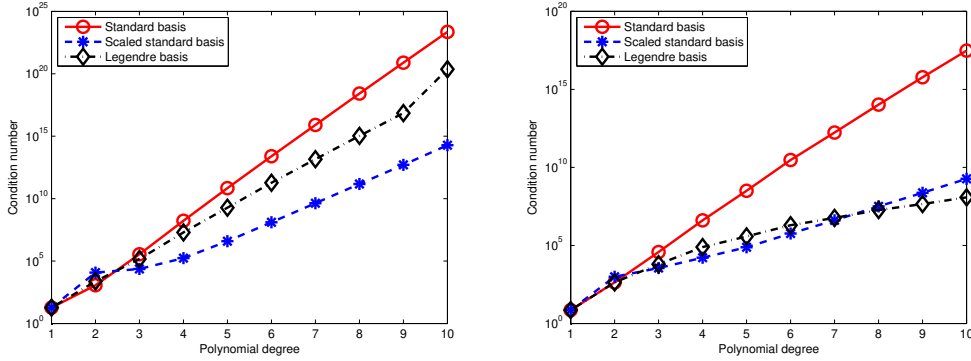 10^25
10^20
10^15
10^10
10^5
10^0
Condition number
Standard basis
Scaled standard basis
Legendre basis
1 2 3 4 5 6 7 8 9 10
Polynomial degree
10^20
10^15
10^10
10^5
10^0
Condition number
Standard basis
Scaled standard basis
Legendre basis
1 2 3 4 5 6 7 8 9 10
Polynomial degree